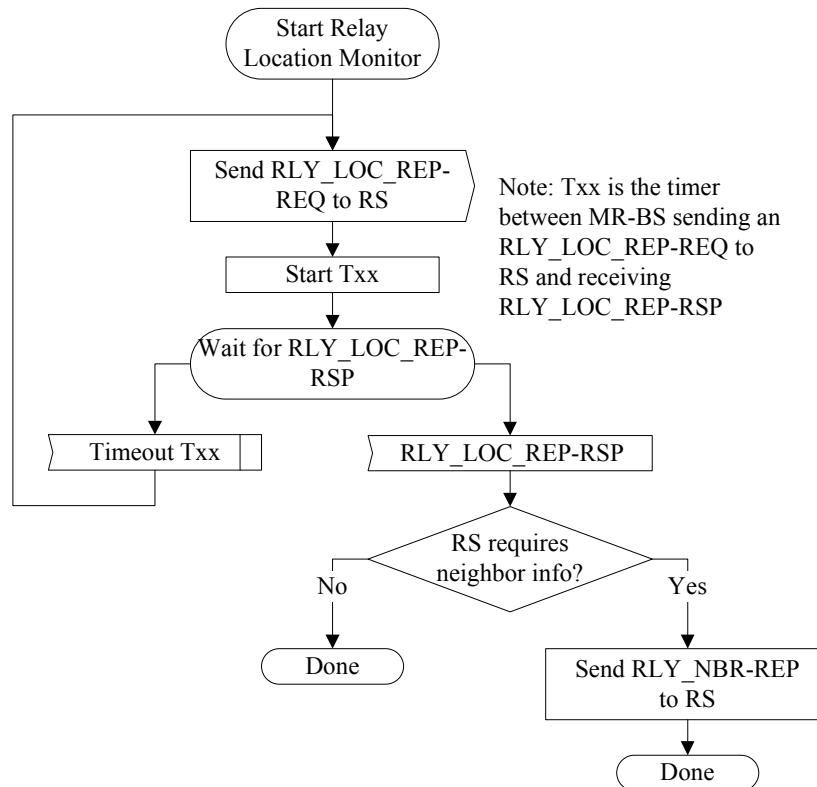 Start Relay
Location Monitor
Send RLY_LOC_REP-
REQ to RS
Note: Txx is the timer
between MR-BS sending an
RLY_LOC_REP-REQ to
RS and receiving
RLY_LOC_REP-RSP
Start Txx
Wait for RLY_LOC_REP-
RSP
Timeout Txx
RLY_LOC_REP-RSP
RS requires
neighbor info?
No
Yes
Done
Send RLY_NBR-REP
to RS
Done